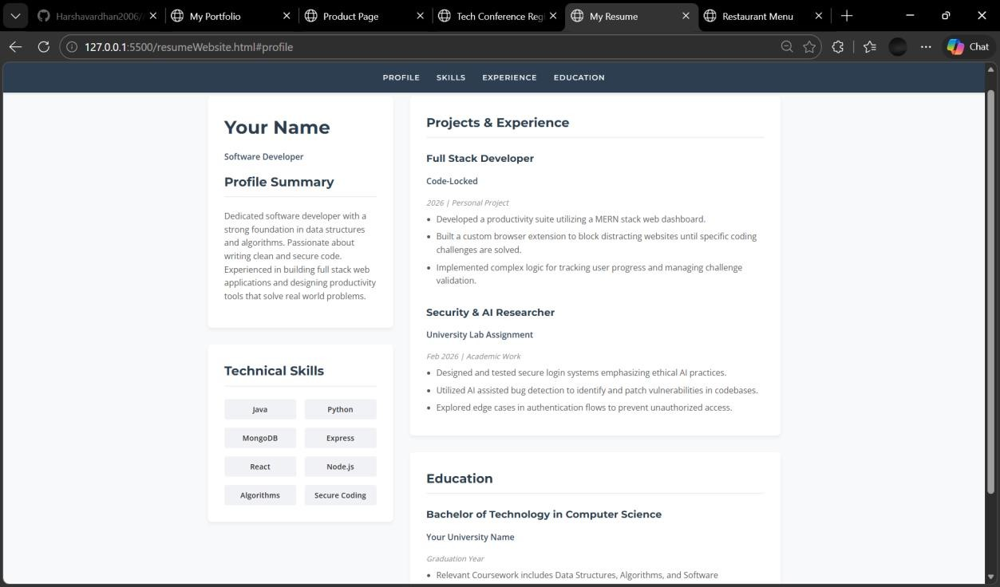 Harshavardhan2006/
My Portfolio
Product Page
Tech Conference Reg
My Resume
Restaurant Menu
127.0.0.1:5500/resumeWebsite.html#profile
Chat
PROFILE SKILLS EXPERIENCE EDUCATION
Your Name
Software Developer
Profile Summary
Dedicated software developer with a
strong foundation in data structures
and algorithms. Passionate about
writing clean and secure code.
Experienced in building full stack web
applications and designing productivity
tools that solve real world problems.
Technical Skills
Java Python
MongoDB Express
React Node.js
Algorithms Secure Coding
Projects & Experience
Full Stack Developer
Code-Locked
2026 | Personal Project
• Developed a productivity suite utilizing a MERN stack web dashboard.
• Built a custom browser extension to block distracting websites until specific coding
challenges are solved.
• Implemented complex logic for tracking user progress and managing challenge
validation.
Security & AI Researcher
University Lab Assignment
Feb 2026 | Academic Work
• Designed and tested secure login systems emphasizing ethical AI practices.
• Utilized AI assisted bug detection to identify and patch vulnerabilities in codebases.
• Explored edge cases in authentication flows to prevent unauthorized access.
Education
Bachelor of Technology in Computer Science
Your University Name
Graduation Year
• Relevant Coursework includes Data Structures, Algorithms, and Software